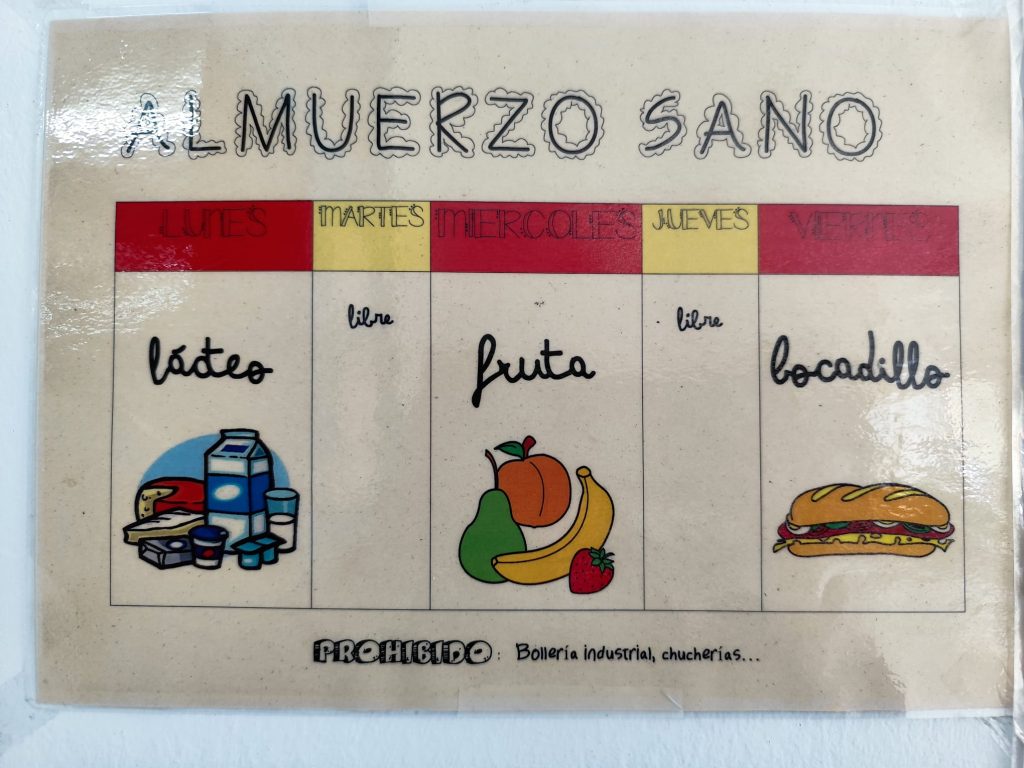 ALMUERZO SANO
LUNES MARTES MIERCOLES JUEVES VIERNES
libre libre
lácteo fruta bocadillo
PROHIBIDO: Bollería industrial, chucherías...